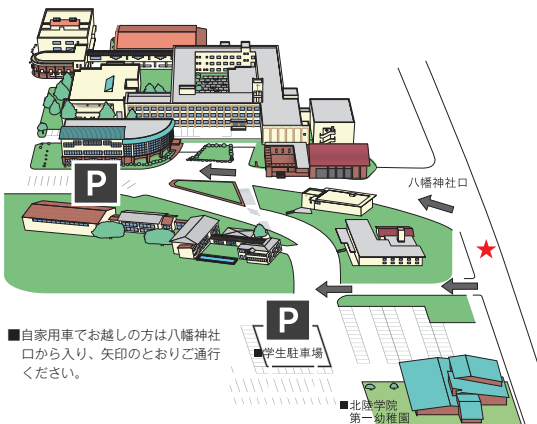 八幡神社口
P
P
■学生駐車場
■自家用車でお越しの方は八幡神社
口から入り、矢印のとおりご通行
ください。
■北陸学院
第一幼稚園